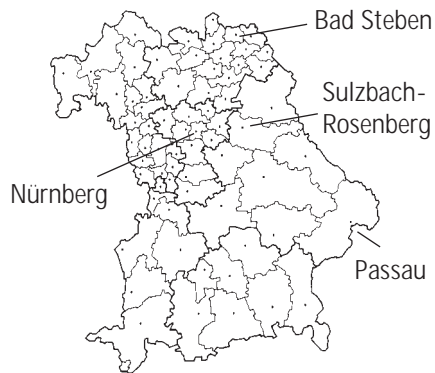 Bad Steben
Sulzbach-
Rosenberg
Nürnberg
Passau